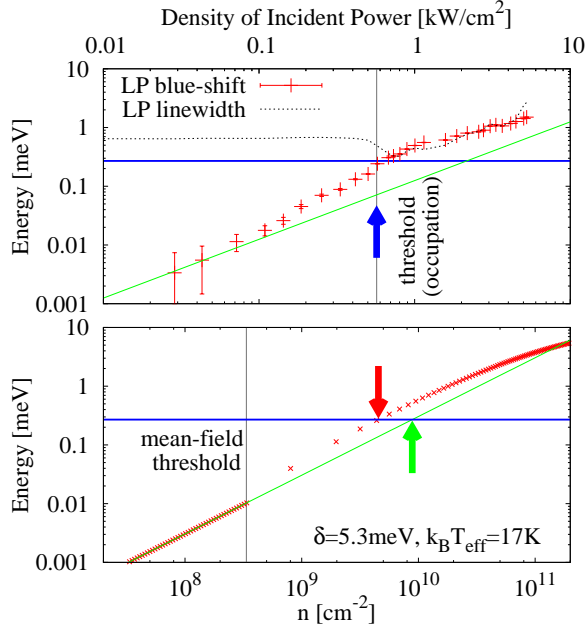 Density of Incident Power [kW/cm²]
0.01 0.1 1 10
10
LP blue-shift
LP linewidth
1
0.1
0.01
0.001
Energy [meV]
threshold
(occupation)
10
1
0.1
0.01
0.001
Energy [meV]
mean-field
threshold
δ=5.3meV, k_BT_eff=17K
10⁸ 10⁹ 10¹⁰ 10¹¹
n [cm⁻²]